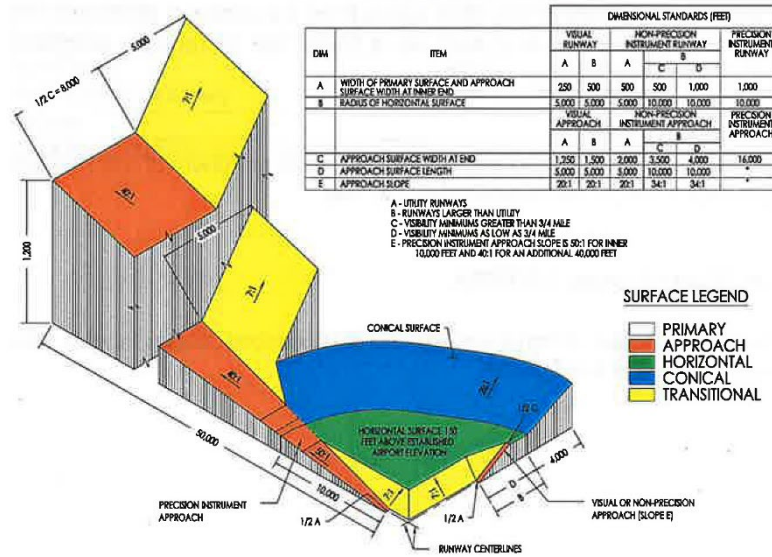 DIMENSIONAL STANDARDS (FEET)
DIM
ITEM
VISUAL RUNWAY
NON-PRECISION INSTRUMENT RUNWAY
PRECISION INSTRUMENT RUNWAY
A B A B
C D
A WIDTH OF PRIMARY SURFACE AND APPROACH SURFACE WIDTH AT INNER END 250 500 500 500 1,000 1,000
B RADIUS OF HORIZONTAL SURFACE 5,000 5,000 5,000 10,000 10,000 10,000
VISUAL APPROACH
NON-PRECISION INSTRUMENT APPROACH
PRECISION INSTRUMENT APPROACH
A B A B
C D
C APPROACH SURFACE WIDTH AT END 1,250 1,500 2,000 3,500 4,000 16,000
D APPROACH SURFACE LENGTH 5,000 5,000 5,000 10,000 10,000 *
E APPROACH SLOPE 20:1 20:1 20:1 34:1 34:1 *
A - UTILITY RUNWAYS
B - RUNWAYS LARGER THAN UTILITY
C - VISIBILITY MINIMUMS GREATER THAN 3/4 MILE
D - VISIBILITY MINIMUMS AS LOW AS 3/4 MILE
E - PRECISION INSTRUMENT APPROACH SLOPE IS 50:1 FOR INNER
10,000 FEET AND 40:1 FOR AN ADDITIONAL 40,000 FEET
5,000
1/2 C = 8,000
7:1
40:1
1,200
5,000
7:1
40:1
50,000
CONICAL SURFACE
20:1
1/2 C
HORIZONTAL SURFACE 150
FEET ABOVE ESTABLISHED
AIRPORT ELEVATION
50:1
10,000
7:1
7:1
D
4,000
B
PRECISION INSTRUMENT
APPROACH
1/2 A
1/2 A
VISUAL OR NON-PRECISION
APPROACH (SLOPE E)
RUNWAY CENTERLINES
SURFACE LEGEND
PRIMARY
APPROACH
HORIZONTAL
CONICAL
TRANSITIONAL